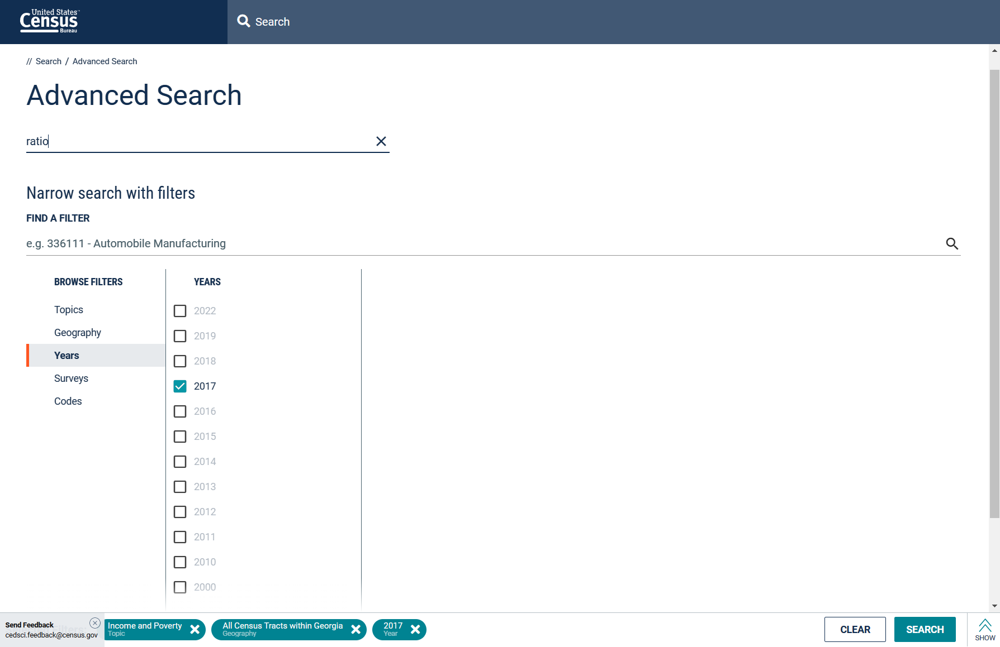 United States™
Census
Bureau
Search
// Search / Advanced Search
Advanced Search
ratio
Narrow search with filters
FIND A FILTER
e.g. 336111 - Automobile Manufacturing
BROWSE FILTERS
Topics
Geography
Years
Surveys
Codes
YEARS
2022
2019
2018
2017
2016
2015
2014
2013
2012
2011
2010
2000
Send Feedback
cedsci.feedback@census.gov
Filters:
Income and Poverty
Topic
All Census Tracts within Georgia
Geography
2017
Year
CLEAR
SEARCH
SHOW